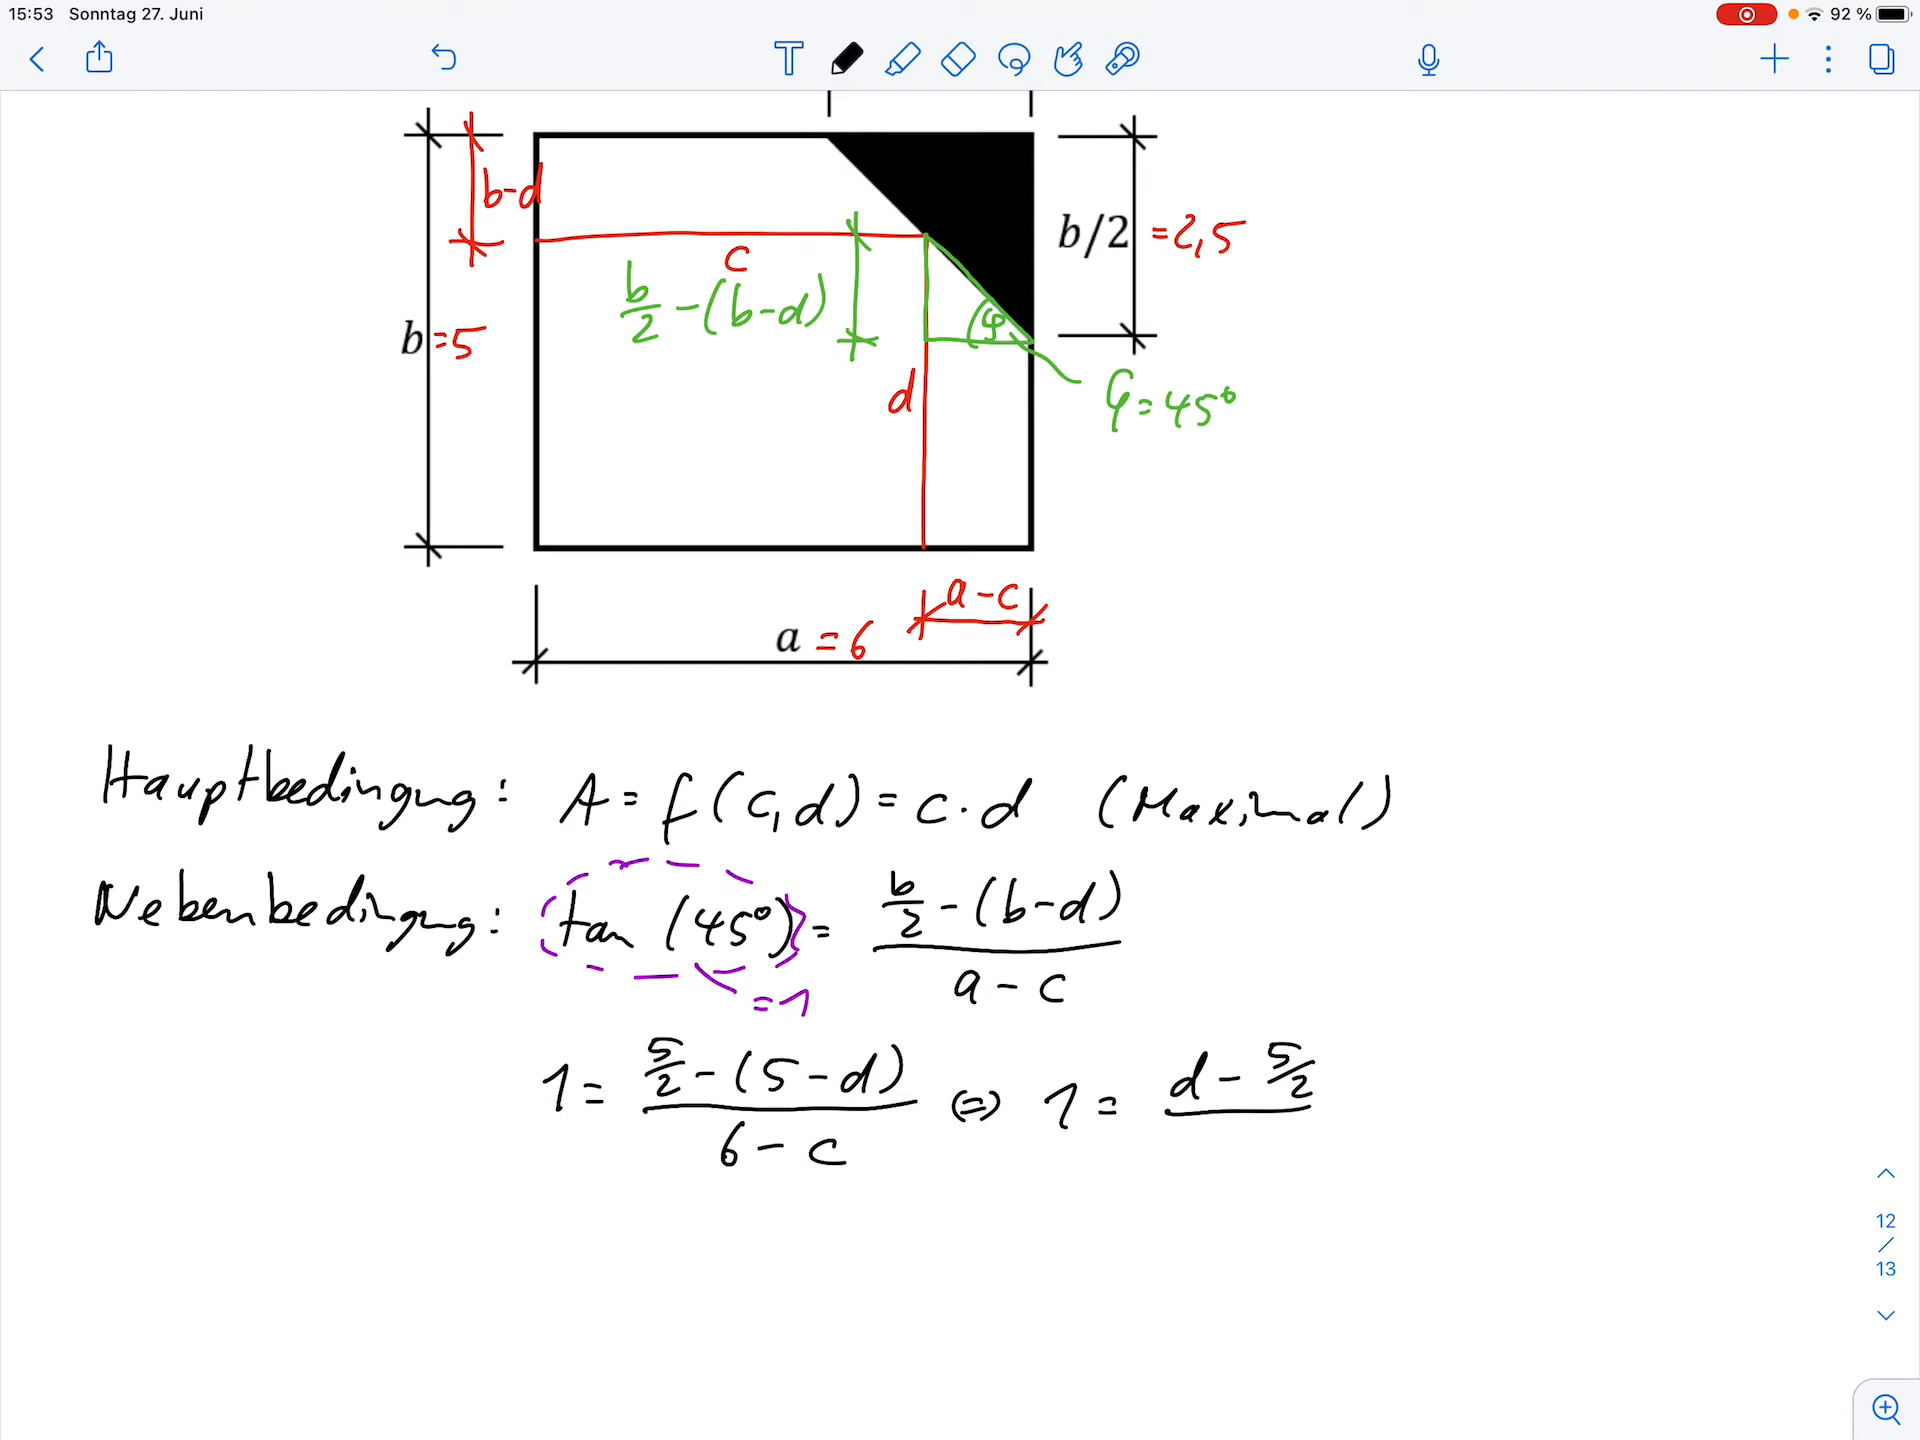 15:53 Sonntag 27. Juni 92 %
b-d
b/2 =2,5
c
b/2 -(b-d)
φ
b=5
d
φ=45°
a-c
a =6
Hauptbedingung: A=f(c,d)=c·d (Maximal)
Nebenbedingung: tan (45°)= (b/2 -(b-d))/(a-c)
=1
1= (5/2 -(5-d))/(6-c) ⇔ 1= d-5/2
12
/
13